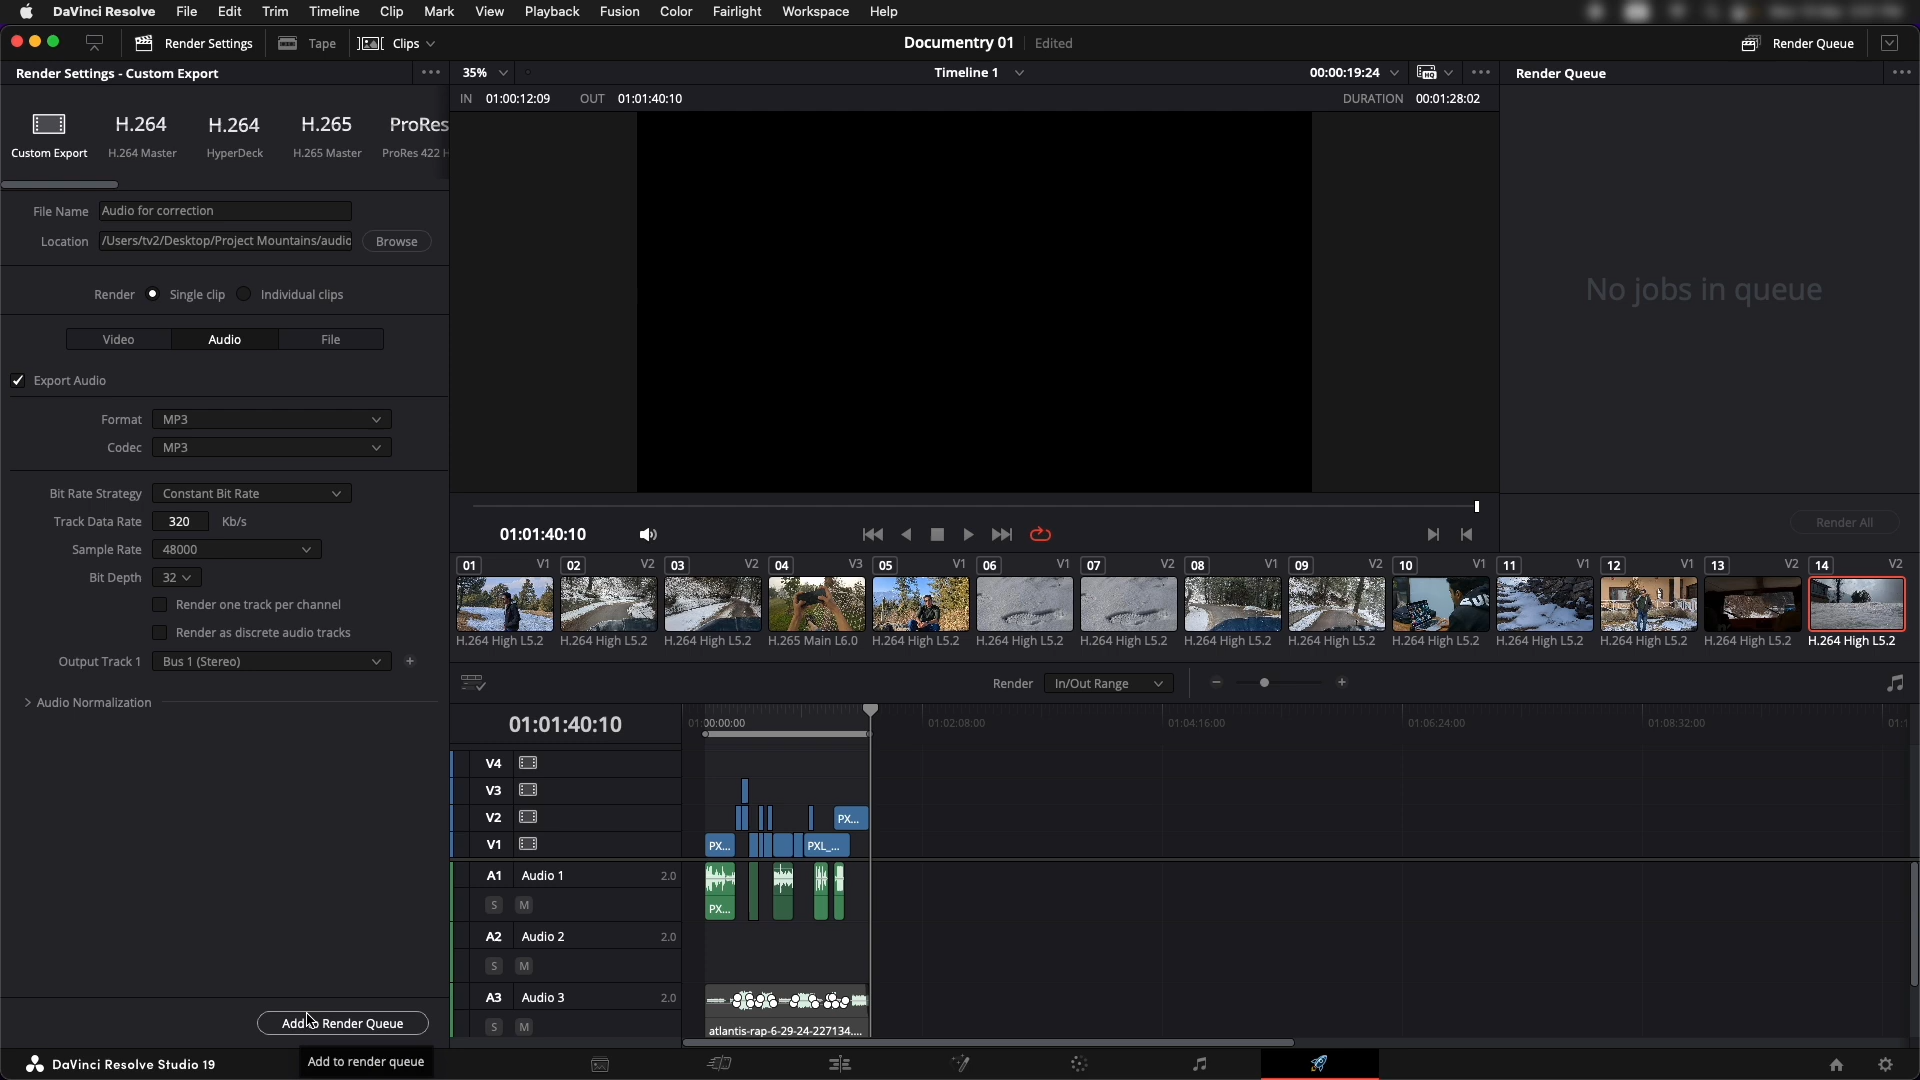 DaVinci Resolve File Edit Trim Timeline Clip Mark View Playback Fusion Color Fairlight Workspace Help
Render Settings Tape Clips Documentry 01 Edited Render Queue
Render Settings - Custom Export 35% Timeline 1 00:00:19:24 Render Queue
IN 01:00:12:09 OUT 01:01:40:10 DURATION 00:01:28:02
H.264 H.264 H.265 ProRes
Custom Export H.264 Master HyperDeck H.265 Master ProRes 422 H
File Name Audio for correction
Location /Users/tv2/Desktop/Project Mountains/audio Browse
Render Single clip Individual clips
No jobs in queue
Video Audio File
Export Audio
Format MP3
Codec MP3
Bit Rate Strategy Constant Bit Rate
Track Data Rate 320 Kb/s
Render All
Sample Rate 48000
Bit Depth 32
Render one track per channel
Render as discrete audio tracks
Output Track 1 Bus 1 (Stereo)
Audio Normalization
01:01:40:10
01 V1 02 V2 03 V2 04 V3 05 V1 06 V1 07 V2 08 V1 09 V2 10 V1 11 V1 12 V1 13 V2 14 V2
H.264 High L5.2 H.264 High L5.2 H.264 High L5.2 H.265 Main L6.0 H.264 High L5.2 H.264 High L5.2 H.264 High L5.2 H.264 High L5.2 H.264 High L5.2 H.264 High L5.2 H.264 High L5.2 H.264 High L5.2 H.264 High L5.2 H.264 High L5.2
Render In/Out Range
01:01:40:10 01:00:00:00 01:02:08:00 01:04:16:00 01:06:24:00 01:08:32:00 01:1
V4
V3
V2 PX...
V1 PX... PXL_...
A1 Audio 1 2.0
S M PX...
A2 Audio 2 2.0
S M
A3 Audio 3 2.0
S M atlantis-rap-6-29-24-227134....
Add to Render Queue
Add to render queue
DaVinci Resolve Studio 19